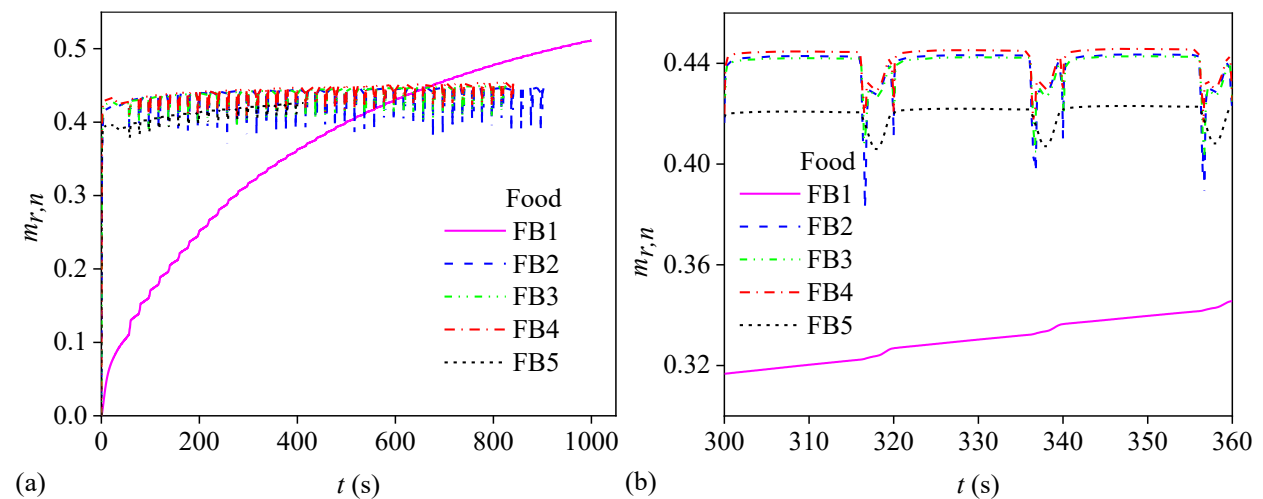 0.5
0.4
0.3
0.2
0.1
0.0
m_{r,n}
0 200 400 600 800 1000
t (s)
(a)
Food
FB1
FB2
FB3
FB4
FB5
0.44
0.40
0.36
0.32
m_{r,n}
300 310 320 330 340 350 360
t (s)
(b)
Food
FB1
FB2
FB3
FB4
FB5